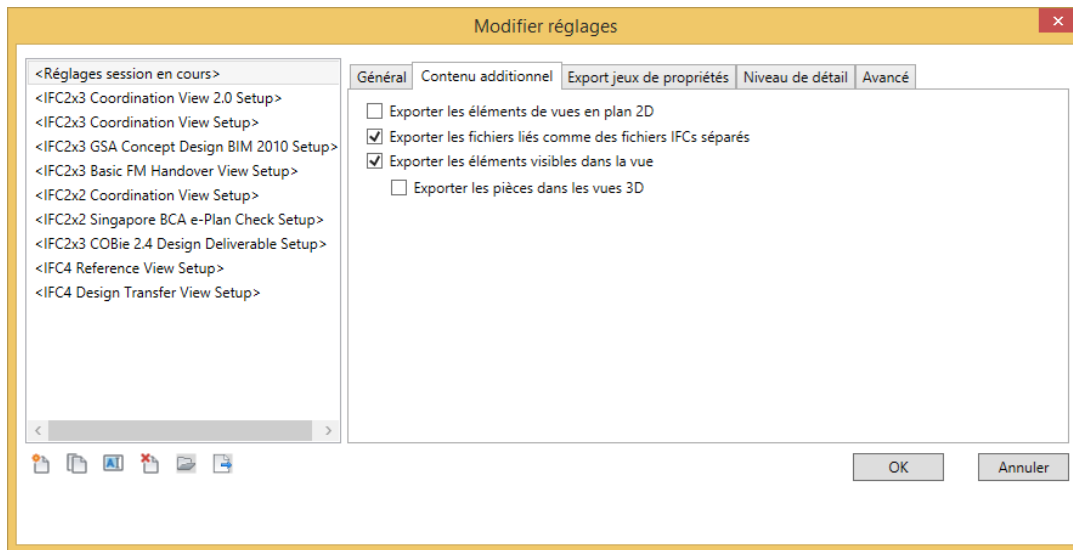 Modifier réglages
<Réglages session en cours>
<IFC2x3 Coordination View 2.0 Setup>
<IFC2x3 Coordination View Setup>
<IFC2x3 GSA Concept Design BIM 2010 Setup>
<IFC2x3 Basic FM Handover View Setup>
<IFC2x2 Coordination View Setup>
<IFC2x2 Singapore BCA e-Plan Check Setup>
<IFC2x3 COBie 2.4 Design Deliverable Setup>
<IFC4 Reference View Setup>
<IFC4 Design Transfer View Setup>
Général Contenu additionnel Export jeux de propriétés Niveau de détail Avancé
Exporter les éléments de vues en plan 2D
Exporter les fichiers liés comme des fichiers IFCs séparés
Exporter les éléments visibles dans la vue
Exporter les pièces dans les vues 3D
OK Annuler